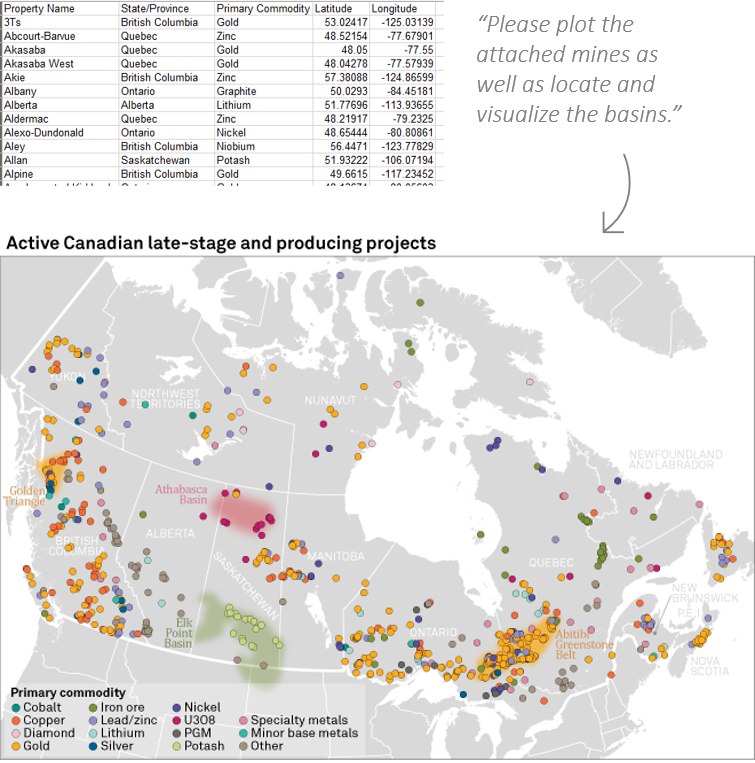 Property Name State/Province Primary Commodity Latitude Longitude
3Ts British Columbia Gold 53.02417 -125.03139
Abcourt-Barvue Quebec Zinc 48.52154 -77.67901
Akasaba Quebec Gold 48.05 -77.55
Akasaba West Quebec Gold 48.04278 -77.57939
Akie British Columbia Zinc 57.38088 -124.86599
Albany Ontario Graphite 50.0293 -84.45181
Alberta Alberta Lithium 51.77696 -113.93655
Aldermac Quebec Zinc 48.21917 -79.2325
Alexo-Dundonald Ontario Nickel 48.65444 -80.80861
Aley British Columbia Niobium 56.4471 -123.77829
Allan Saskatchewan Potash 51.93222 -106.07194
Alpine British Columbia Gold 49.6615 -117.23452
“Please plot the
attached mines as
well as locate and
visualize the basins.”
Active Canadian late-stage and producing projects
YUKON
NORTHWEST
TERRITORIES
NUNAVUT
NEWFOUNDLAND
AND LABRADOR
Golden
Triangle
Athabasca
Basin
BRITISH
COLUMBIA
ALBERTA
SASKATCHEWAN
MANITOBA
QUEBEC
NEW
BRUNSWICK
P.E.I.
Elk
Point
Basin
ONTARIO
Abitibi
Greenstone
Belt
NOVA
SCOTIA
Primary commodity
Cobalt Iron ore Nickel
Copper Lead/zinc U3O8 Specialty metals
Diamond Lithium PGM Minor base metals
Gold Silver Potash Other